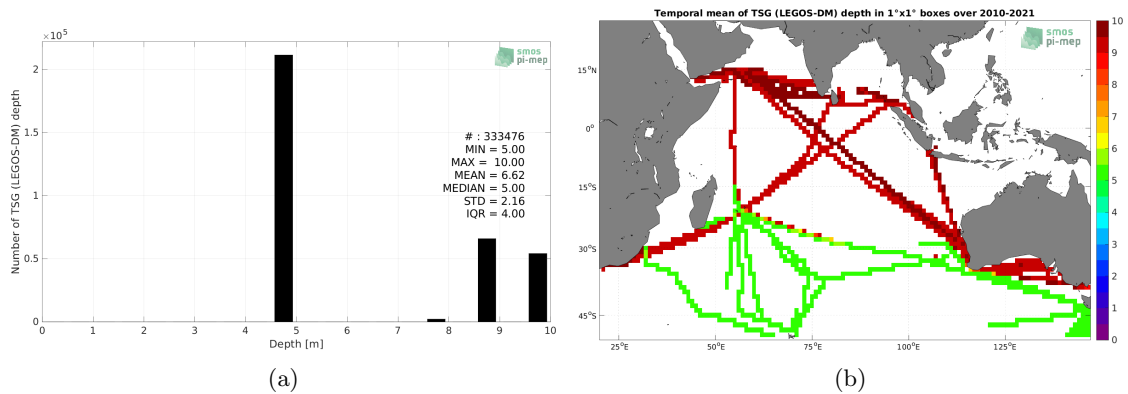 ×10⁵
2
1.5
1
0.5
0
Number of TSG (LEGOS-DM) depth
smos
pi-mep
# : 333476
MIN = 5.00
MAX = 10.00
MEAN = 6.62
MEDIAN = 5.00
STD = 2.16
IQR = 4.00
0 1 2 3 4 5 6 7 8 9 10
Depth [m]
(a)
Temporal mean of TSG (LEGOS-DM) depth in 1°x1° boxes over 2010-2021
smos
pi-mep
15°N
0°
15°S
30°S
45°S
25°E 50°E 75°E 100°E 125°E
10
9
8
7
6
5
4
3
2
1
0
(b)